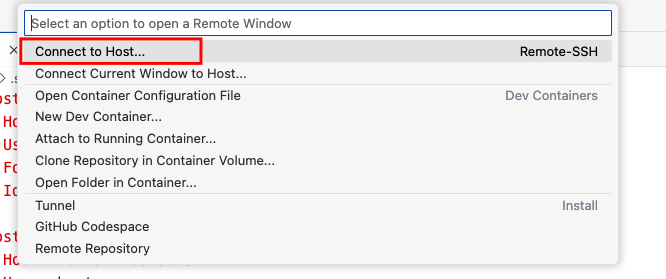 Select an option to open a Remote Window
Connect to Host... Remote-SSH
Connect Current Window to Host...
Open Container Configuration File Dev Containers
New Dev Container...
Attach to Running Container...
Clone Repository in Container Volume...
Open Folder in Container...
Tunnel Install
GitHub Codespace
Remote Repository